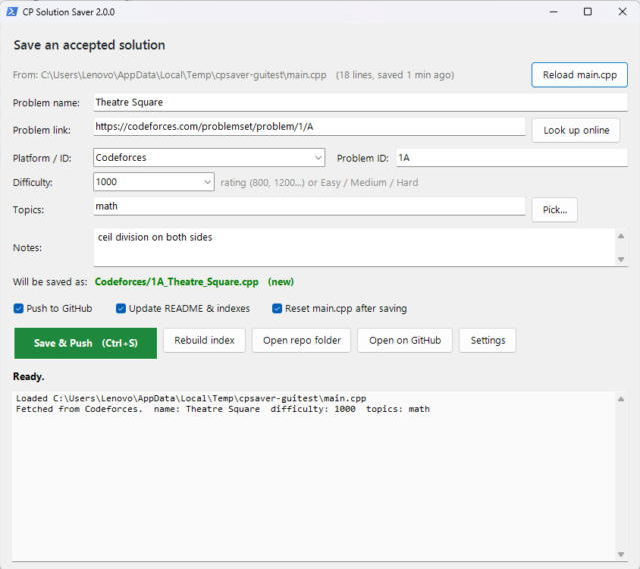 CP Solution Saver 2.0.0
Save an accepted solution
From: C:\Users\Lenovo\AppData\Local\Temp\cpsaver-guitest\main.cpp (18 lines, saved 1 min ago) Reload main.cpp
Problem name: Theatre Square
Problem link: https://codeforces.com/problemset/problem/1/A Look up online
Platform / ID: Codeforces Problem ID: 1A
Difficulty: 1000 rating (800, 1200...) or Easy / Medium / Hard
Topics: math Pick...
Notes: ceil division on both sides
Will be saved as: Codeforces/1A_Theatre_Square.cpp (new)
Push to GitHub Update README & indexes Reset main.cpp after saving
Save & Push (Ctrl+S) Rebuild index Open repo folder Open on GitHub Settings
Ready.
Loaded C:\Users\Lenovo\AppData\Local\Temp\cpsaver-guitest\main.cpp
Fetched from Codeforces. name: Theatre Square difficulty: 1000 topics: math